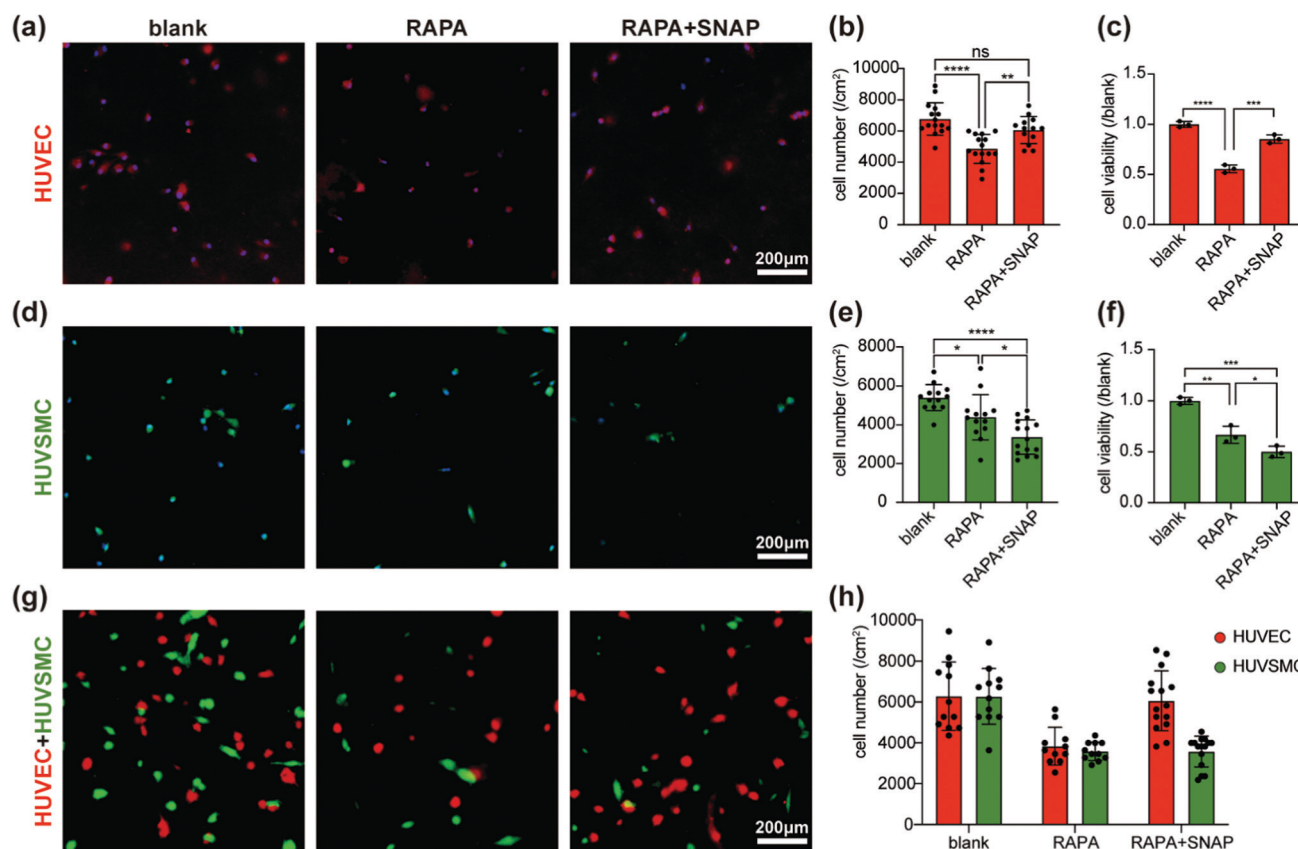 (a)
blank
RAPA
RAPA+SNAP
HUVEC
200μm
(b)
cell number (/cm²)
10000
8000
6000
4000
2000
0
ns
****
**
blank
RAPA
RAPA+SNAP
(c)
cell viability (/blank)
1.5
1.0
0.5
0.0
****
***
blank
RAPA
RAPA+SNAP
(d)
HUVSMC
200μm
(e)
cell number (/cm²)
8000
6000
4000
2000
0
****
*
*
blank
RAPA
RAPA+SNAP
(f)
cell viability (/blank)
1.5
1.0
0.5
0.0
***
**
*
blank
RAPA
RAPA+SNAP
(g)
HUVEC+HUVSMC
200μm
(h)
cell number (/cm²)
10000
8000
6000
4000
2000
0
HUVEC
HUVSMC
blank
RAPA
RAPA+SNAP